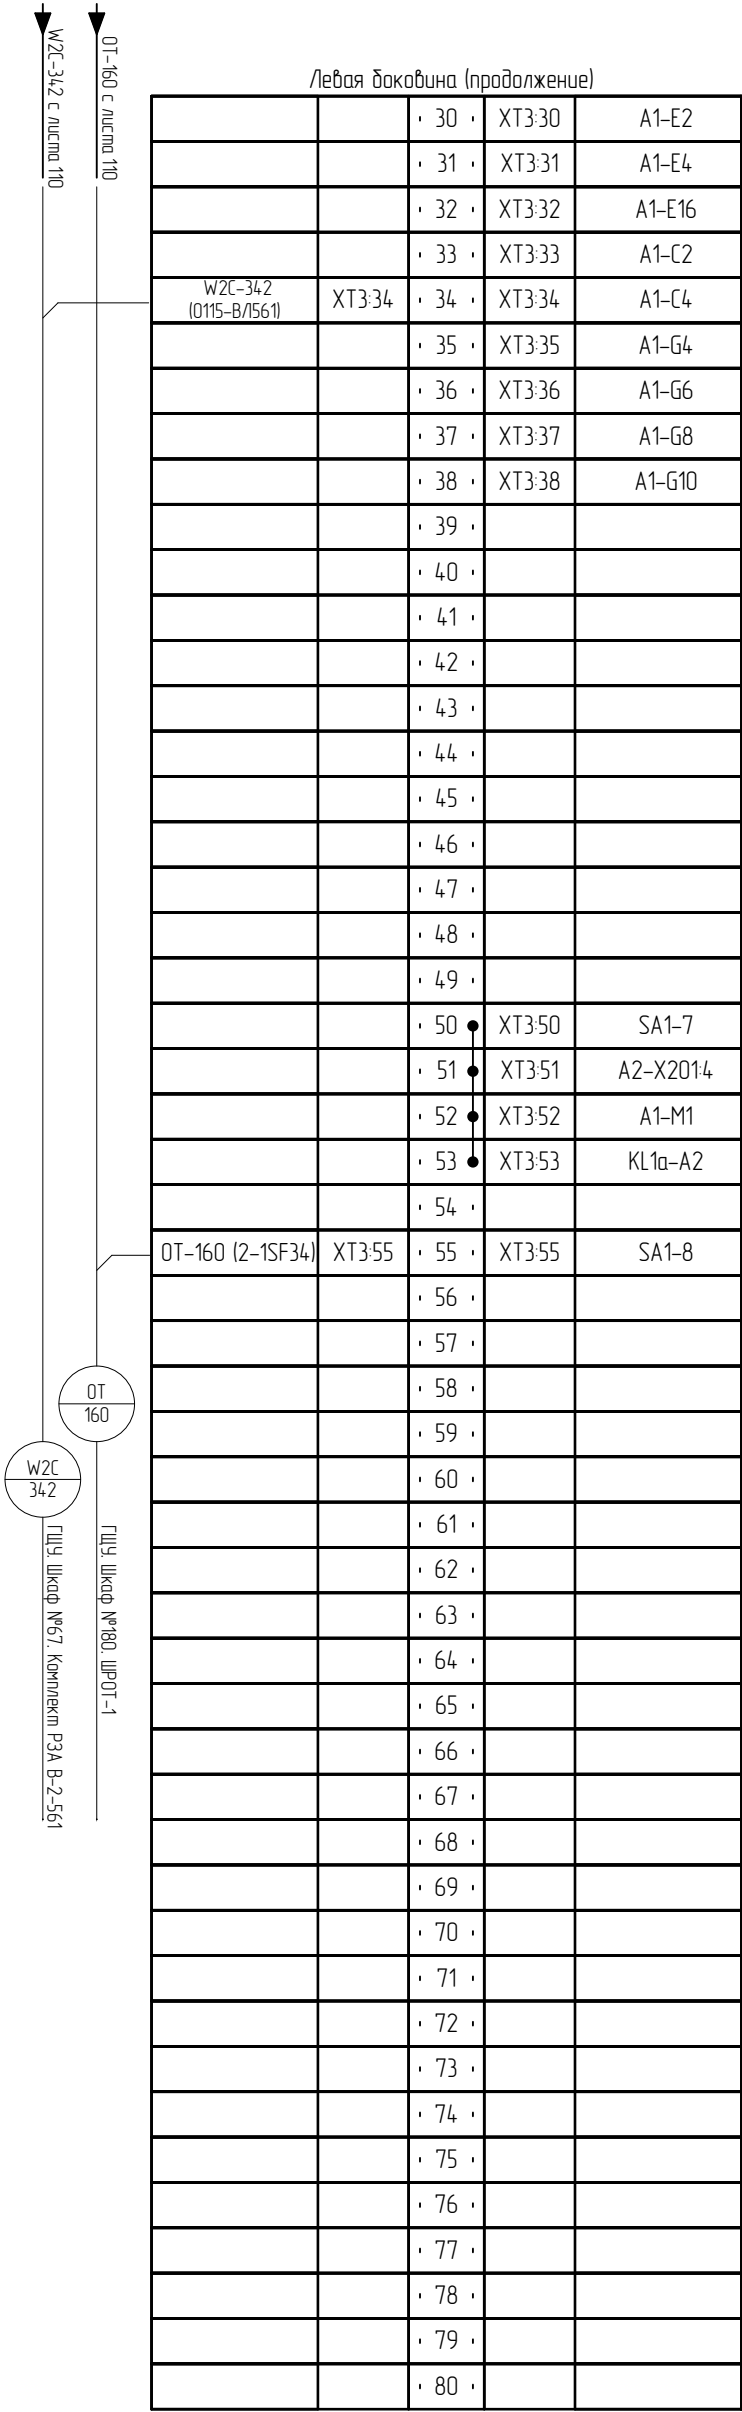 W2C-342 с листа 110
ОТ-160 с листа 110
Левая боковина (продолжение)
30 XT3:30 A1-E2
31 XT3:31 A1-E4
32 XT3:32 A1-E16
33 XT3:33 A1-C2
W2C-342 (0115-ВЛ561) XT3:34 34 XT3:34 A1-C4
35 XT3:35 A1-G4
36 XT3:36 A1-G6
37 XT3:37 A1-G8
38 XT3:38 A1-G10
39
40
41
42
43
44
45
46
47
48
49
50 XT3:50 SA1-7
51 XT3:51 A2-X201:4
52 XT3:52 A1-M1
53 XT3:53 KL1a-A2
54
ОТ-160 (2-1SF34) XT3:55 55 XT3:55 SA1-8
56
57
58
59
60
61
62
63
64
65
66
67
68
69
70
71
72
73
74
75
76
77
78
79
80
ОТ
160
W2C
342
ГЩУ. Шкаф №180. ШРОТ-1
ГЩУ. Шкаф №67. Комплект РЗА В-2-561